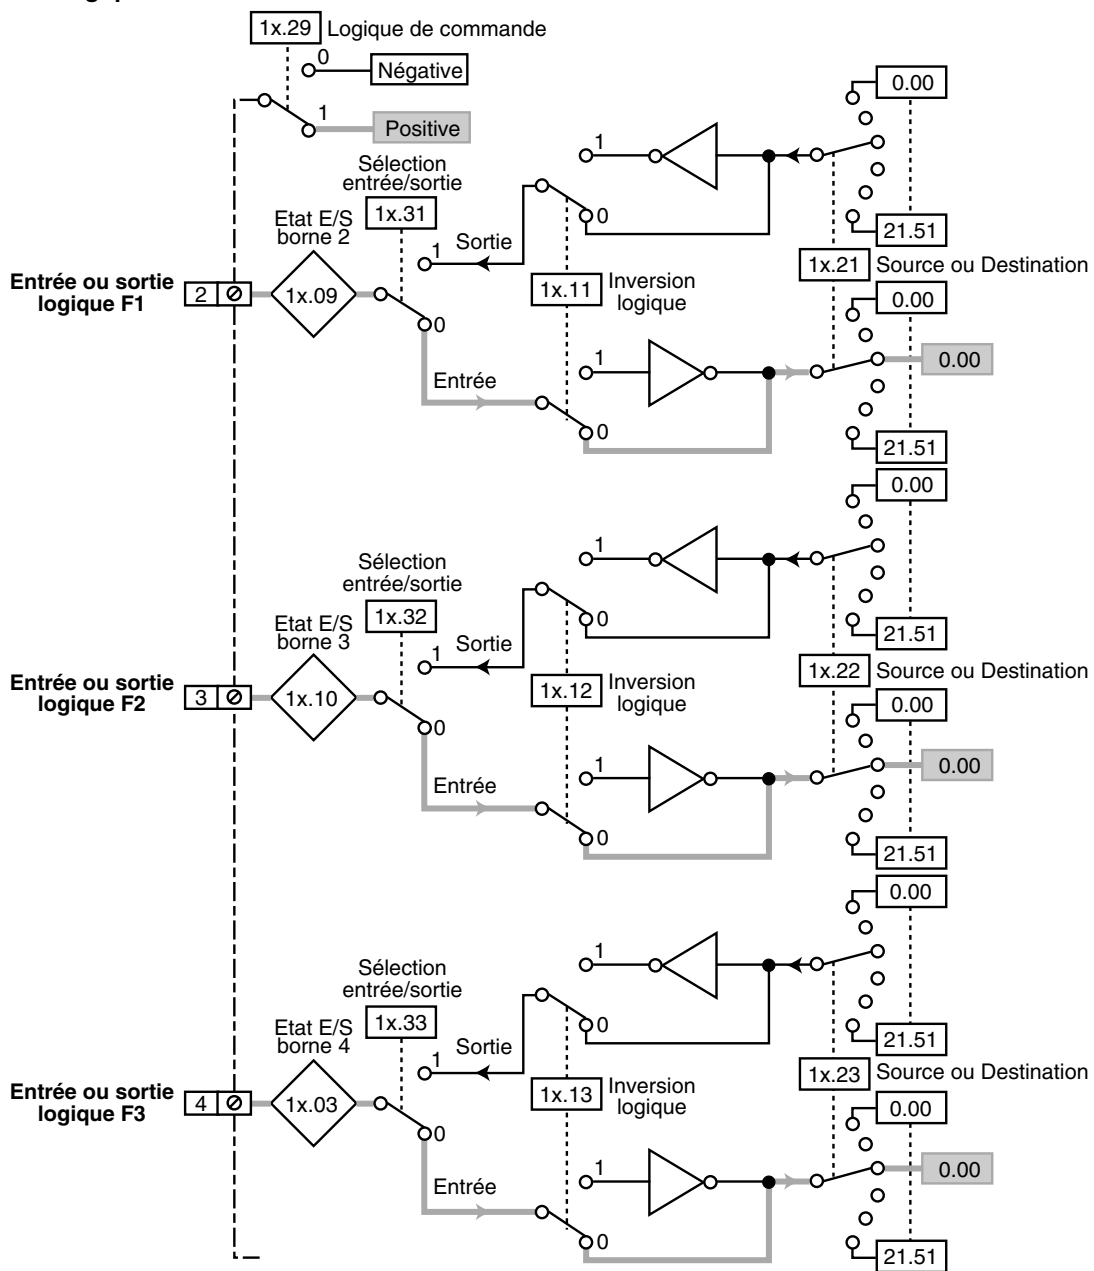 1x.29 Logique de commande
0
Négative
1
Positive
0.00
Sélection
entrée/sortie
1x.31
1
0
Etat E/S
borne 2
1 Sortie
21.51
Entrée ou sortie
logique F1
2
1x.09
1x.11 Inversion
logique
1x.21 Source ou Destination
0.00
0
1
0.00
Entrée
0
21.51
0.00
Sélection
entrée/sortie
1x.32
1
0
Etat E/S
borne 3
1 Sortie
21.51
Entrée ou sortie
logique F2
3
1x.10
1x.12 Inversion
logique
1x.22 Source ou Destination
0.00
0
1
0.00
Entrée
0
21.51
0.00
Sélection
entrée/sortie
1x.33
1
0
Etat E/S
borne 4
1 Sortie
21.51
Entrée ou sortie
logique F3
4
1x.03
1x.13 Inversion
logique
1x.23 Source ou Destination
0.00
0
1
0.00
Entrée
0
21.51